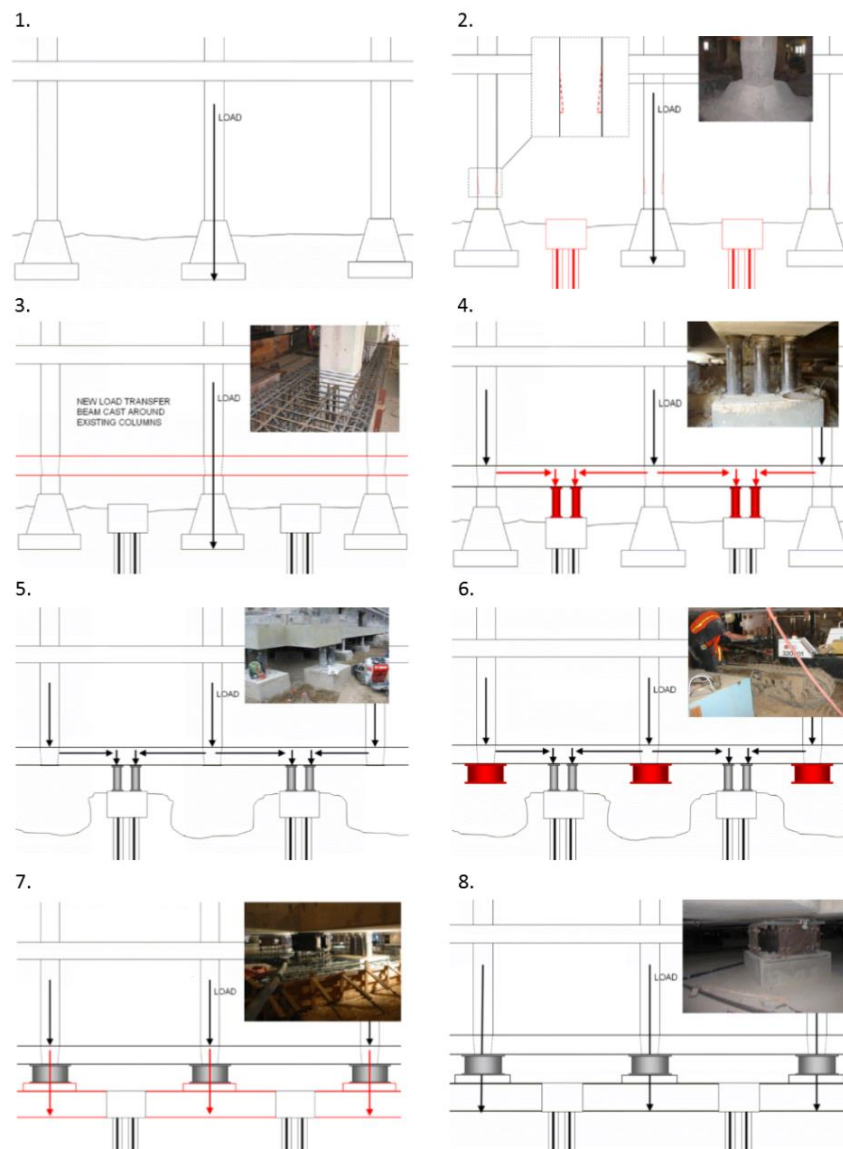 1.
LOAD
2.
LOAD
3.
NEW LOAD TRANSFER
BEAM CAST AROUND
EXISTING COLUMNS
LOAD
4.
LOAD
5.
LOAD
6.
LOAD
7.
LOAD
8.
LOAD